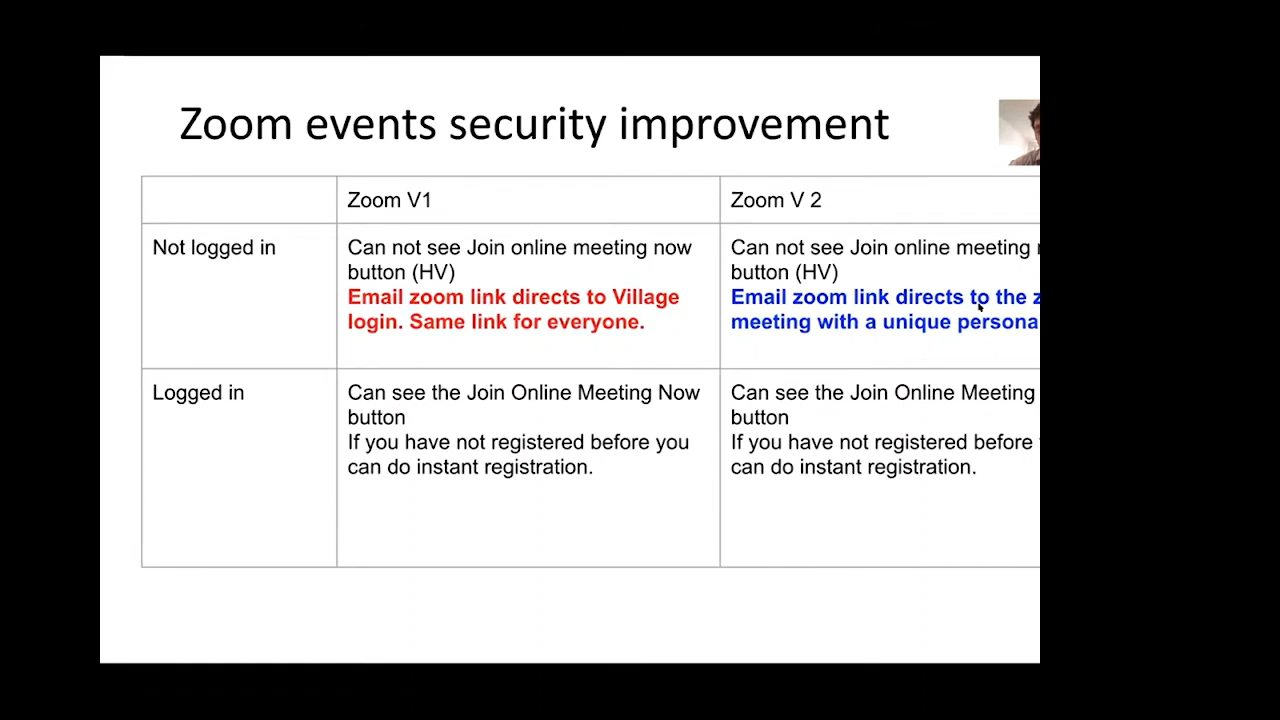 Zoom events security improvement
Zoom V1
Zoom V 2
Not logged in
Can not see Join online meeting now
button (HV)
Email zoom link directs to Village
login. Same link for everyone.
Can not see Join online meeting
button (HV)
Email zoom link directs to the
meeting with a unique
Logged in
Can see the Join Online Meeting Now
button
If you have not registered before you
can do instant registration.
Can see the Join Online Meeting
button
If you have not registered before
can do instant registration.